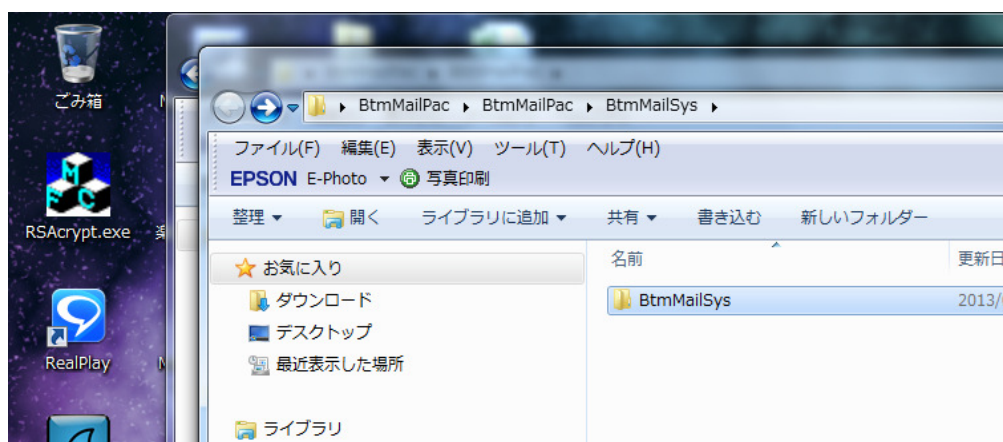 ごみ箱
RSAcrypt.exe
RealPlay
BtmMailPac BtmMailPac BtmMailSys
ファイル(F) 編集(E) 表示(V) ツール(T) ヘルプ(H)
EPSON E-Photo 写真印刷
整理 開く ライブラリに追加 共有 書き込む 新しいフォルダー
お気に入り
ダウンロード
デスクトップ
最近表示した場所
ライブラリ
名前 更新日
BtmMailSys 2013/